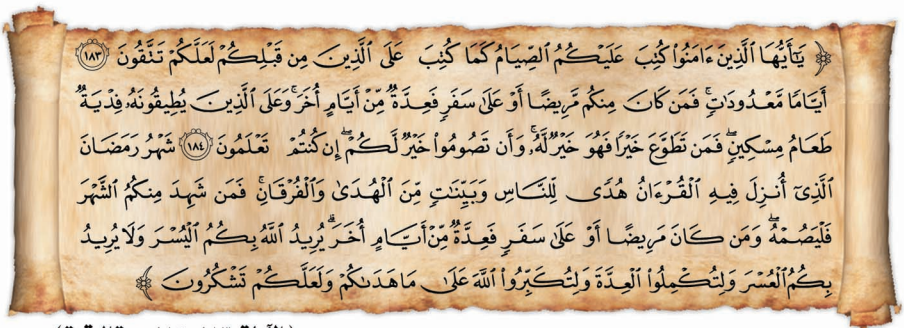 ﴿ يَٰٓأَيُّهَا ٱلَّذِينَ ءَامَنُوا۟ كُتِبَ عَلَيْكُمُ ٱلصِّيَامُ كَمَا كُتِبَ عَلَى ٱلَّذِينَ مِن قَبْلِكُمْ لَعَلَّكُمْ تَتَّقُونَ ١٨٣
أَيَّامًا مَّعْدُودَٰتٍۚ فَمَن كَانَ مِنكُم مَّرِيضًا أَوْ عَلَىٰ سَفَرٍ فَعِدَّةٌ مِّنْ أَيَّامٍ أُخَرَۚ وَعَلَى ٱلَّذِينَ يُطِيقُونَهُۥ فِدْيَةٌ
طَعَامُ مِسْكِينٍۖ فَمَن تَطَوَّعَ خَيْرًا فَهُوَ خَيْرٌ لَّهُۥۚ وَأَن تَصُومُوا۟ خَيْرٌ لَّكُمْۖ إِن كُنتُمْ تَعْلَمُونَ ١٨٤ شَهْرُ رَمَضَانَ
ٱلَّذِىٓ أُنزِلَ فِيهِ ٱلْقُرْءَانُ هُدًى لِّلنَّاسِ وَبَيِّنَٰتٍ مِّنَ ٱلْهُدَىٰ وَٱلْفُرْقَانِۚ فَمَن شَهِدَ مِنكُمُ ٱلشَّهْرَ
فَلْيَصُمْهُۖ وَمَن كَانَ مَرِيضًا أَوْ عَلَىٰ سَفَرٍ فَعِدَّةٌ مِّنْ أَيَّامٍ أُخَرَۗ يُرِيدُ ٱللَّهُ بِكُمُ ٱلْيُسْرَ وَلَا يُرِيدُ
بِكُمُ ٱلْعُسْرَ وَلِتُكْمِلُوا۟ ٱلْعِدَّةَ وَلِتُكَبِّرُوا۟ ٱللَّهَ عَلَىٰ مَا هَدَىٰكُمْ وَلَعَلَّكُمْ تَشْكُرُونَ ﴾